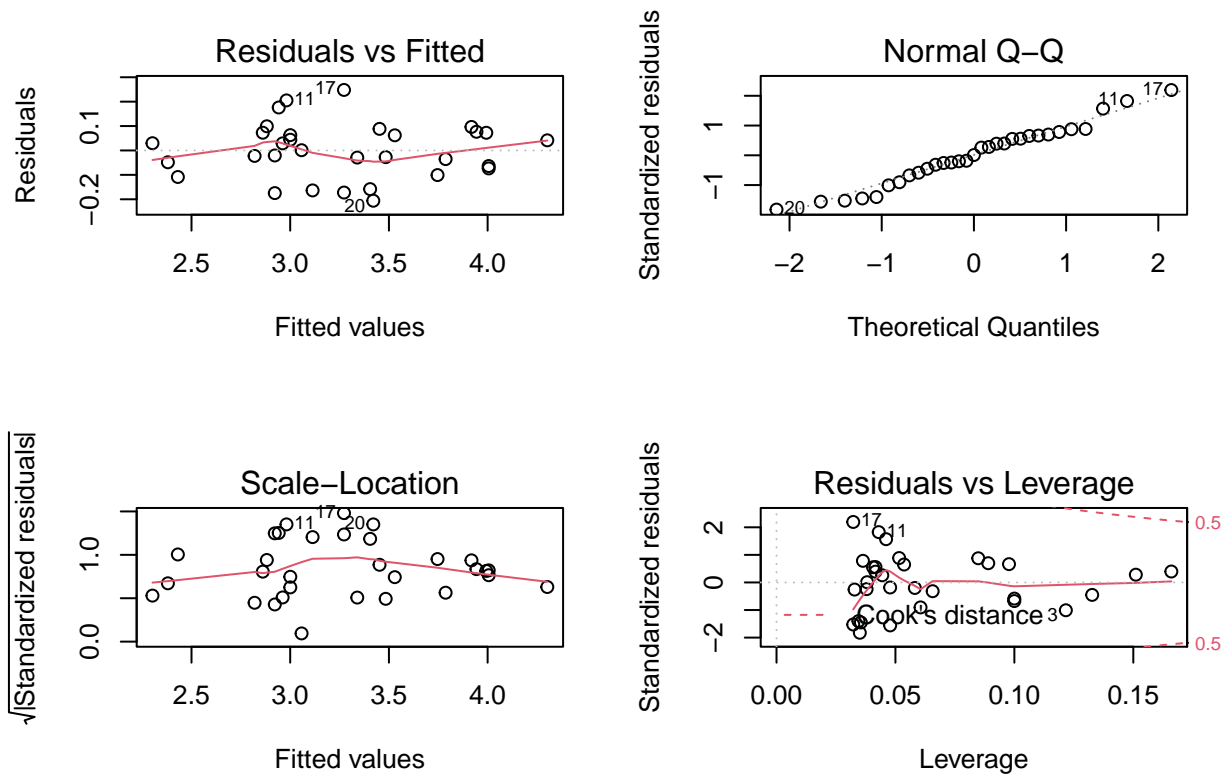 Residuals vs Fitted
Residuals
0.1
−0.2
11
17
20
2.5 3.0 3.5 4.0
Fitted values
Normal Q−Q
Standardized residuals
1
−1
20
11
17
−2 −1 0 1 2
Theoretical Quantiles
Scale−Location
√|Standardized residuals|
1.0
0.0
11
17
20
2.5 3.0 3.5 4.0
Fitted values
Residuals vs Leverage
Standardized residuals
2
0
−2
17
11
3
Cook's distance
0.5
0.5
0.00 0.05 0.10 0.15
Leverage